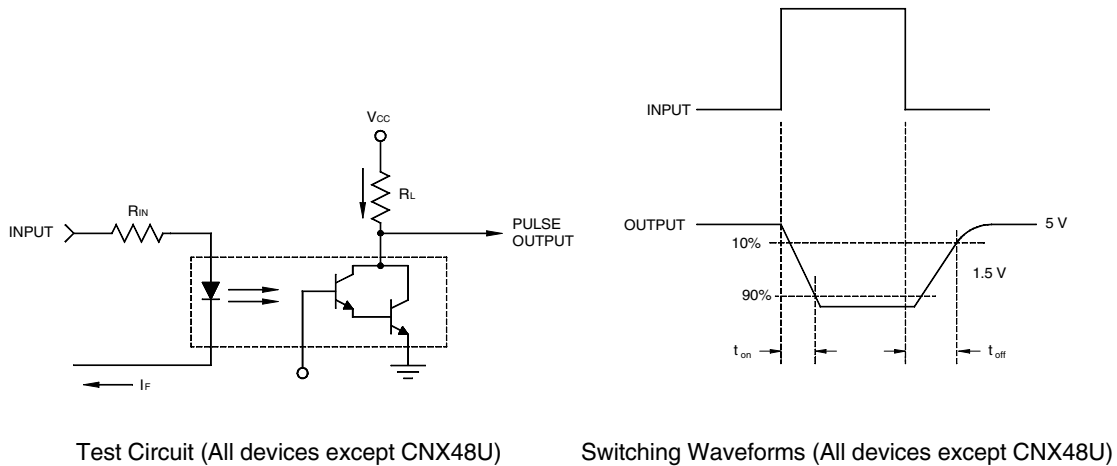 VCC
RL
RIN
INPUT
PULSE
OUTPUT
IF
Test Circuit (All devices except CNX48U)
INPUT
OUTPUT
5 V
10%
1.5 V
90%
ton
toff
Switching Waveforms (All devices except CNX48U)